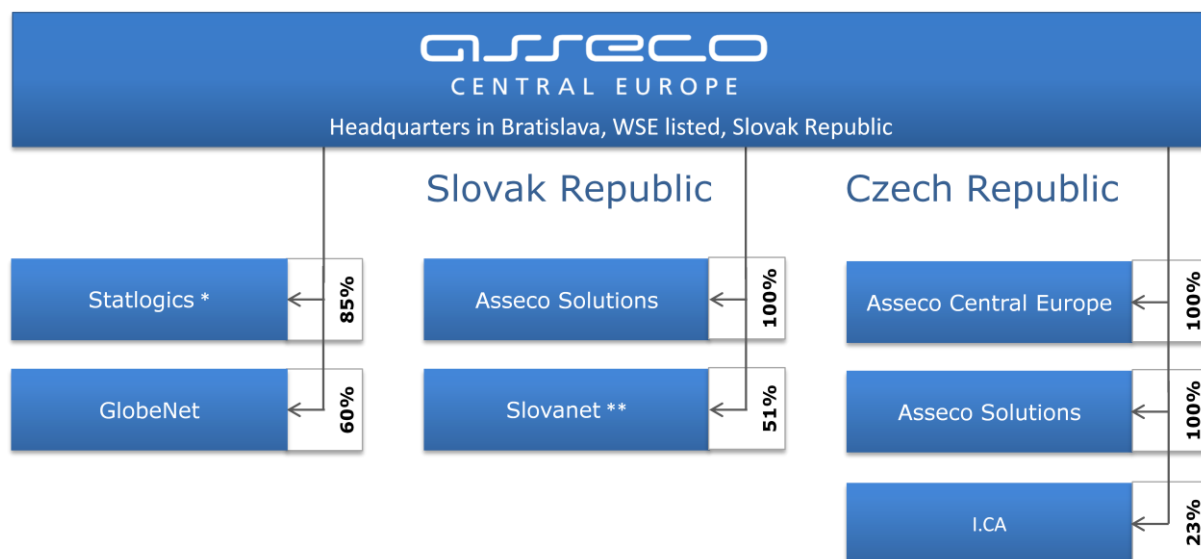 asseco
CENTRAL EUROPE
Headquarters in Bratislava, WSE listed, Slovak Republic
Slovak Republic
Czech Republic
Statlogics *
85%
Asseco Solutions
100%
Asseco Central Europe
100%
GlobeNet
60%
Slovanet **
51%
Asseco Solutions
100%
I.CA
23%